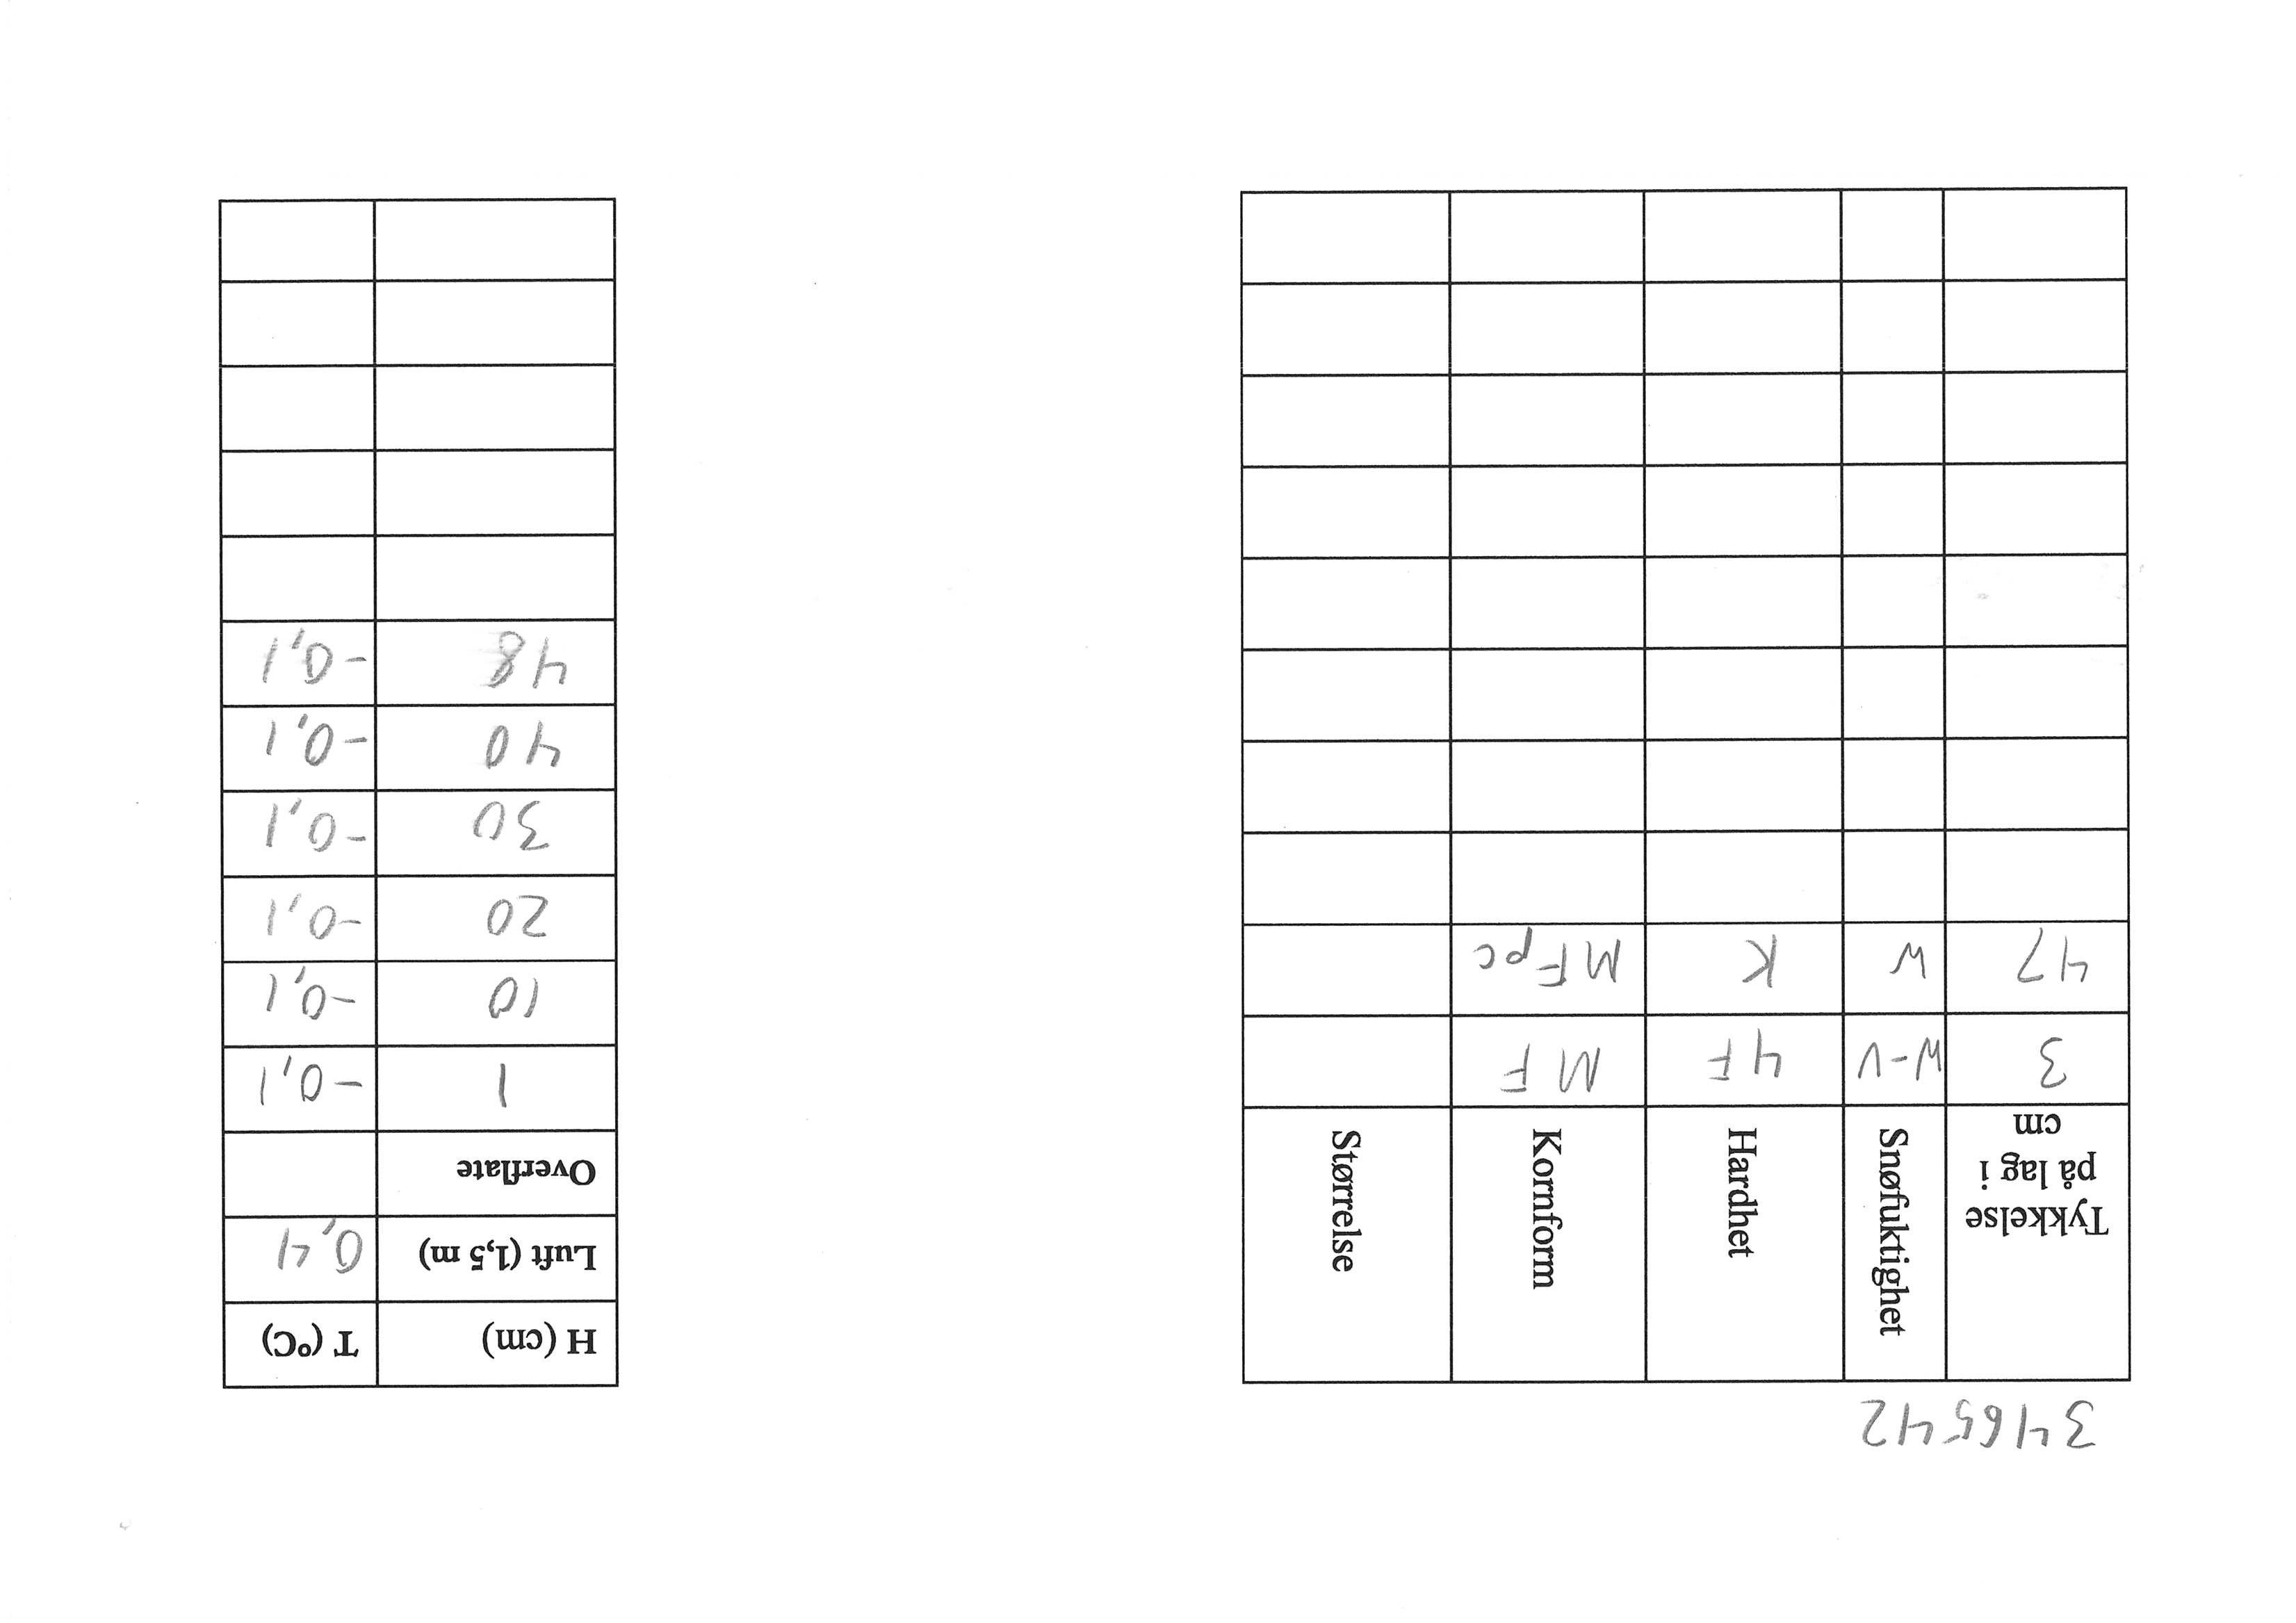 346542
Tykkelse på lag i cm Snøfuktighet Hardhet Kornform Størrelse
3 W-V 4F MF
47 W K MFpc
H (cm) T (°C)
Luft (1,5 m) 0,4
Overflate
1 -0,1
10 -0,1
20 -0,1
30 -0,1
40 -0,1
48 -0,1